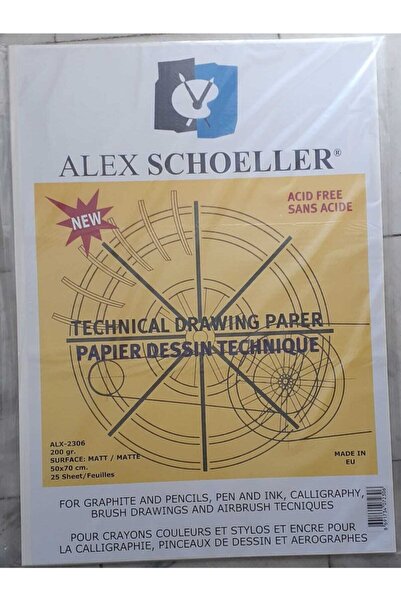 ALEX SCHOELLER®
NEW
ACID FREE
SANS ACIDE
TECHNICAL DRAWING PAPER
PAPIER DESSIN TECHNIQUE
ALX-2306
200 gr.
SURFACE: MATT / MATTE
50x70 cm.
25 Sheet/Feuilles
MADE IN
EU
FOR GRAPHITE AND PENCILS, PEN AND INK, CALLIGRAPHY,
BRUSH DRAWINGS AND AIRBRUSH TECNIQUES
POUR CRAYONS COULEURS ET STYLOS ET ENCRE POUR
LA CALLIGRAPHIE, PINCEAUX DE DESSIN ET AEROGRAPHES